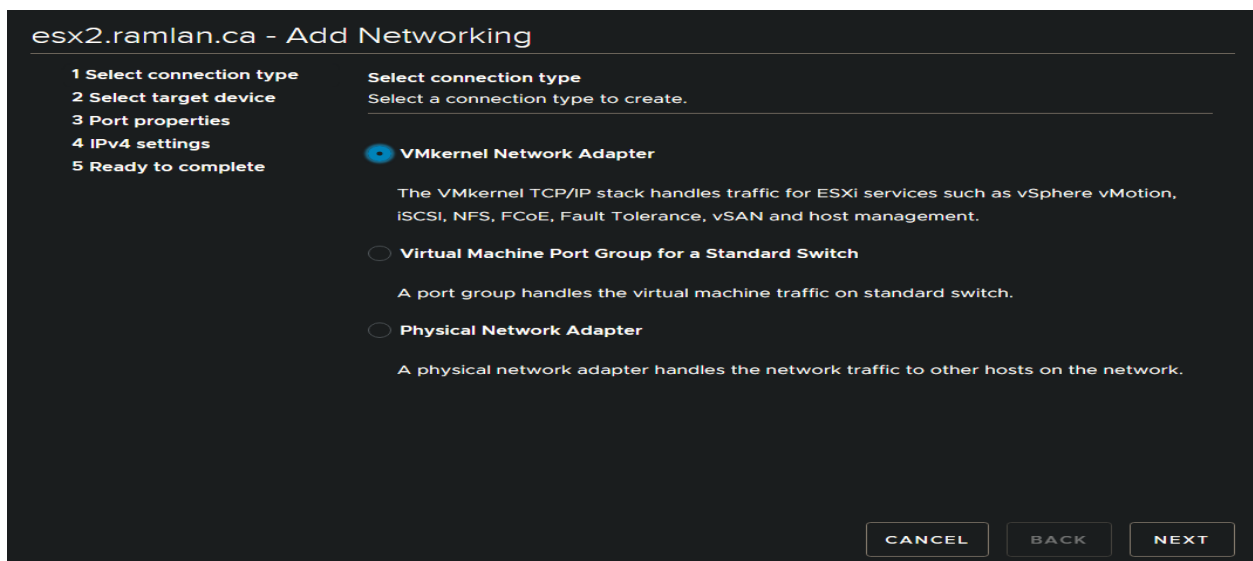 esx2.ramlan.ca - Add Networking
1 Select connection type
2 Select target device
3 Port properties
4 IPv4 settings
5 Ready to complete
Select connection type
Select a connection type to create.
VMkernel Network Adapter
The VMkernel TCP/IP stack handles traffic for ESXi services such as vSphere vMotion,
iSCSI, NFS, FCoE, Fault Tolerance, vSAN and host management.
Virtual Machine Port Group for a Standard Switch
A port group handles the virtual machine traffic on standard switch.
Physical Network Adapter
A physical network adapter handles the network traffic to other hosts on the network.
CANCEL BACK NEXT